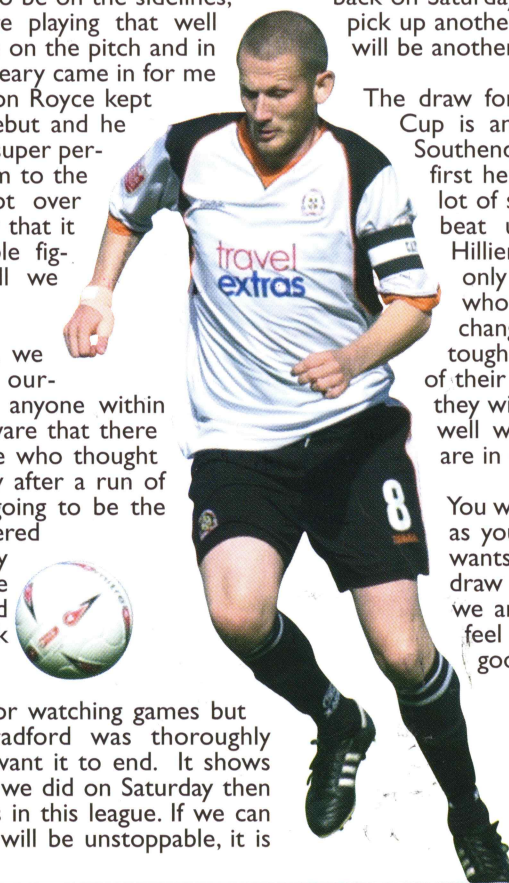 to be on the sidelines,
re playing that well
on the pitch and in
eary came in for me
on Royce kept
ebut and he
super per-
m to the
pt over
that it
ole fig-
ll we
we
our-
anyone within
ware that there
e who thought
y after a run of
going to be the
ered
y
e
d
k
or watching games but
adford was thoroughly
want it to end. It shows
we did on Saturday then
s in this league. If we can
will be unstoppable, it is
travel
extras
8
back on Saturday
pick up anothe
will be another
The draw for
Cup is an
Southend
first he
lot of s
beat u
Hillier
only
who
chang
tough
of their
they wi
well w
are in
You w
as you
wants
draw
we ar
feel
goo